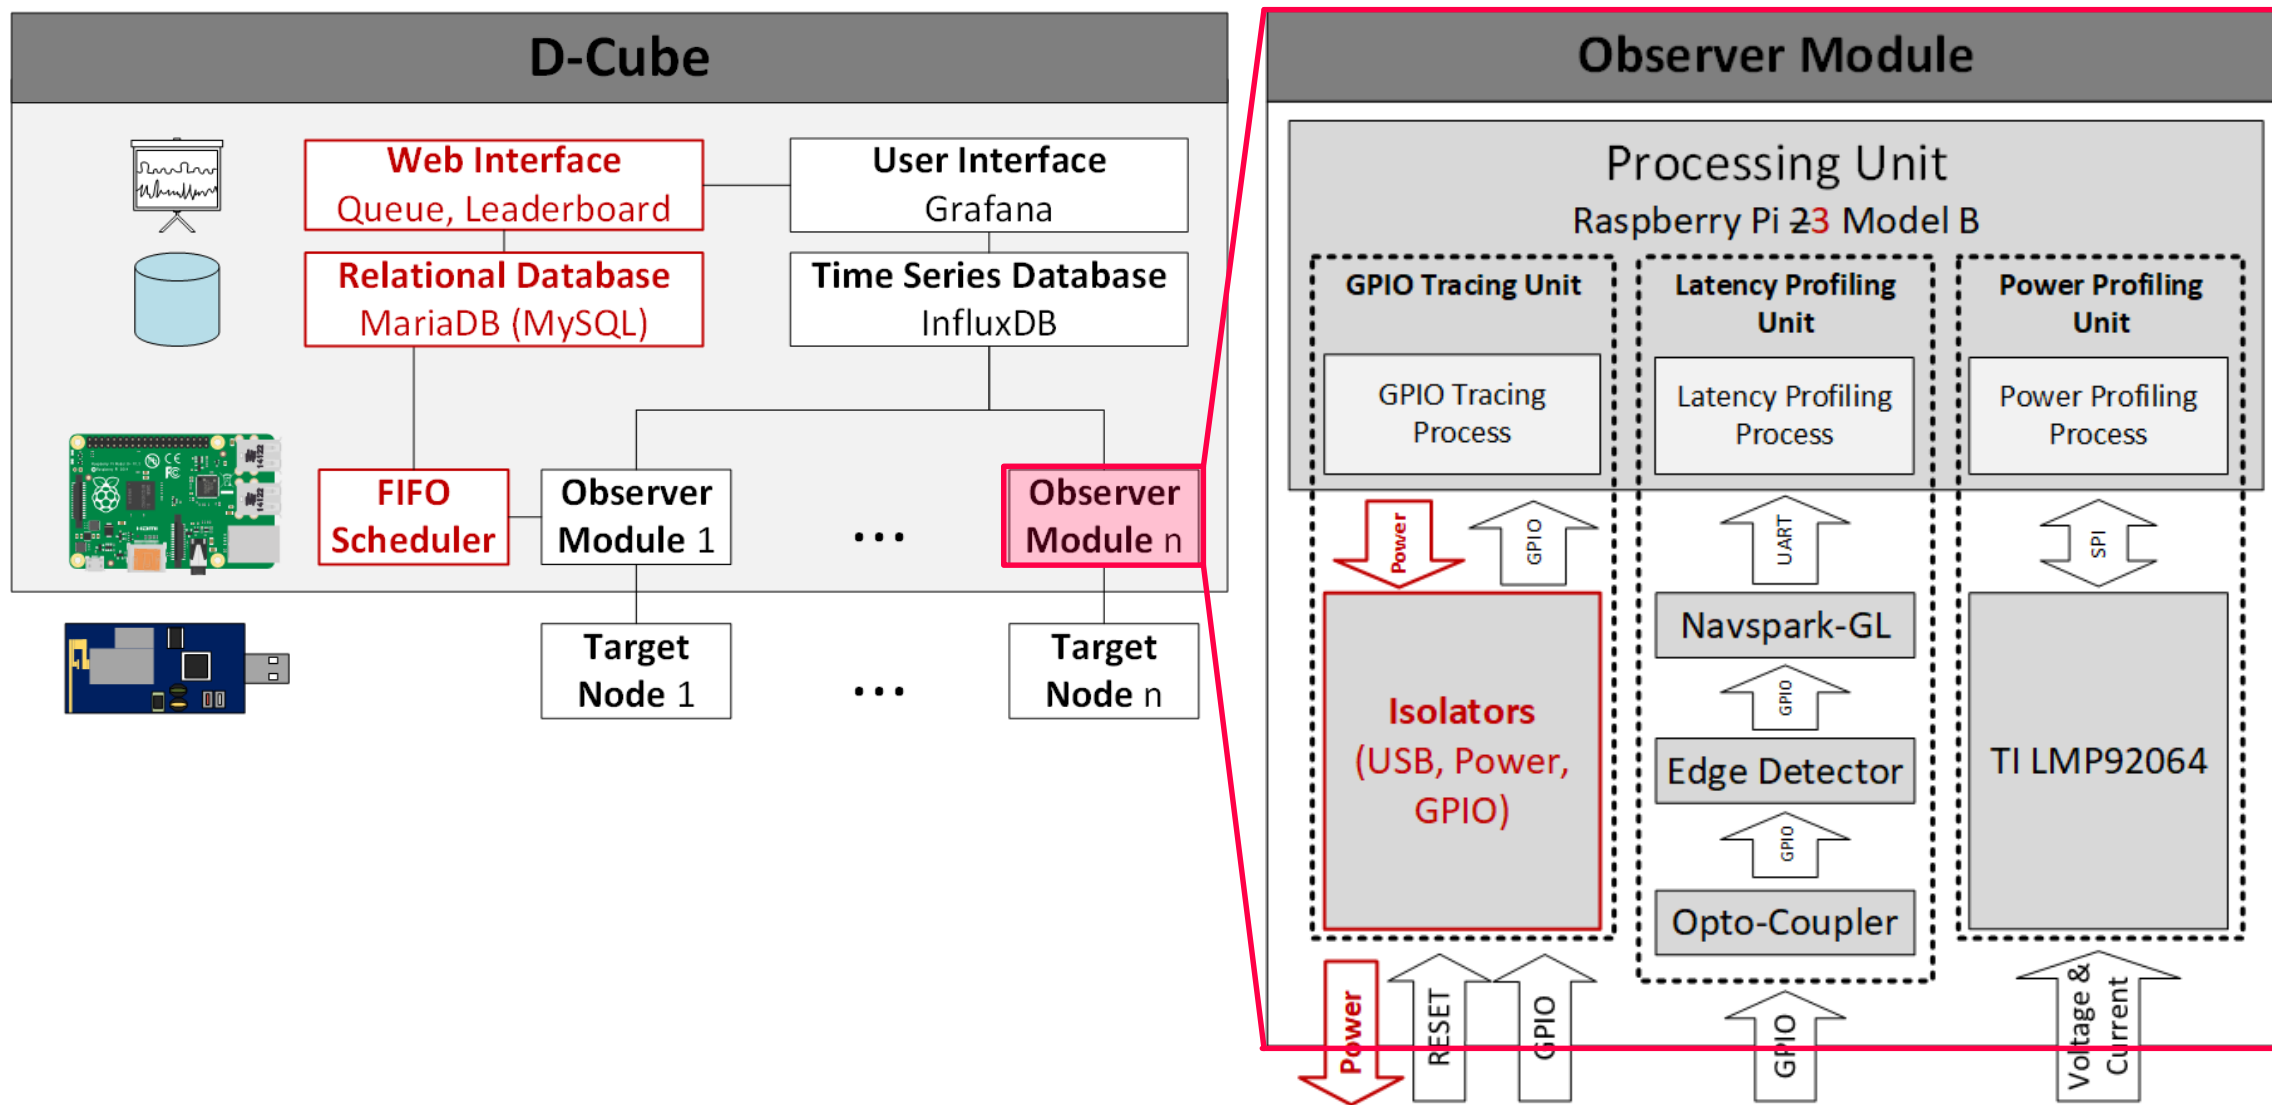 D-Cube
Web Interface
Queue, Leaderboard
User Interface
Grafana
Relational Database
MariaDB (MySQL)
Time Series Database
InfluxDB
FIFO
Scheduler
Observer
Module 1
...
Observer
Module n
Target
Node 1
...
Target
Node n
Observer Module
Processing Unit
Raspberry Pi 23 Model B
GPIO Tracing Unit
GPIO Tracing
Process
Latency Profiling
Unit
Latency Profiling
Process
Power Profiling
Unit
Power Profiling
Process
Power
GPIO
UART
SPI
Isolators
(USB, Power,
GPIO)
Navspark-GL
GPIO
Edge Detector
GPIO
Opto-Coupler
TI LMP92064
Power
RESET
GPIO
GPIO
Voltage &
Current